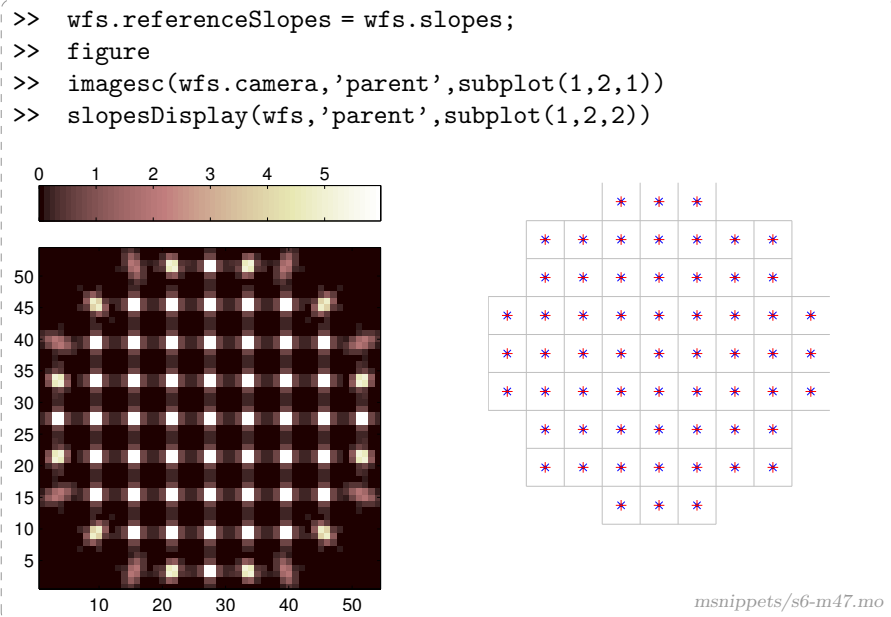 >> wfs.referenceSlopes = wfs.slopes;
>> figure
>> imagesc(wfs.camera,’parent’,subplot(1,2,1))
>> slopesDisplay(wfs,’parent’,subplot(1,2,2))
0 1 2 3 4 5
50
45
40
35
30
25
20
15
10
5
10 20 30 40 50
msnippets/s6-m47.mo